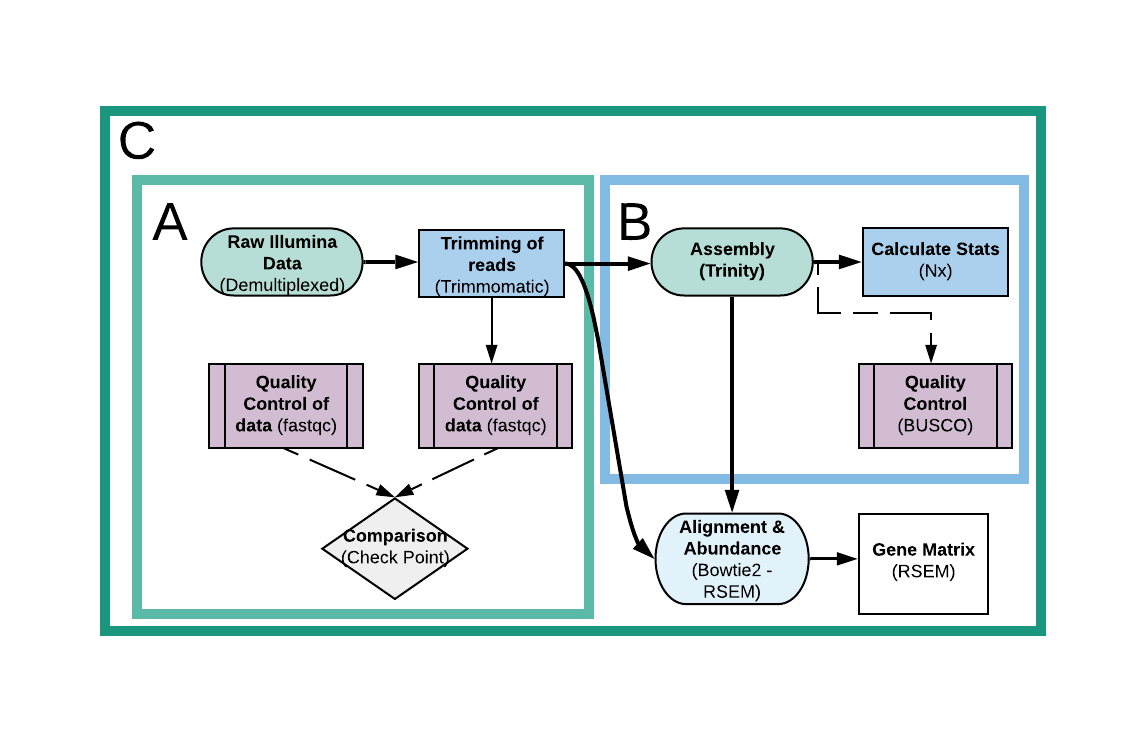 C
A
Raw Illumina
Data
(Demultiplexed)
Trimming of
reads
(Trimmomatic)
Quality
Control of
data (fastqc)
Quality
Control of
data (fastqc)
Comparison
(Check Point)
B
Assembly
(Trinity)
Calculate Stats
(Nx)
Quality
Control
(BUSCO)
Alignment &
Abundance
(Bowtie2 -
RSEM)
Gene Matrix
(RSEM)